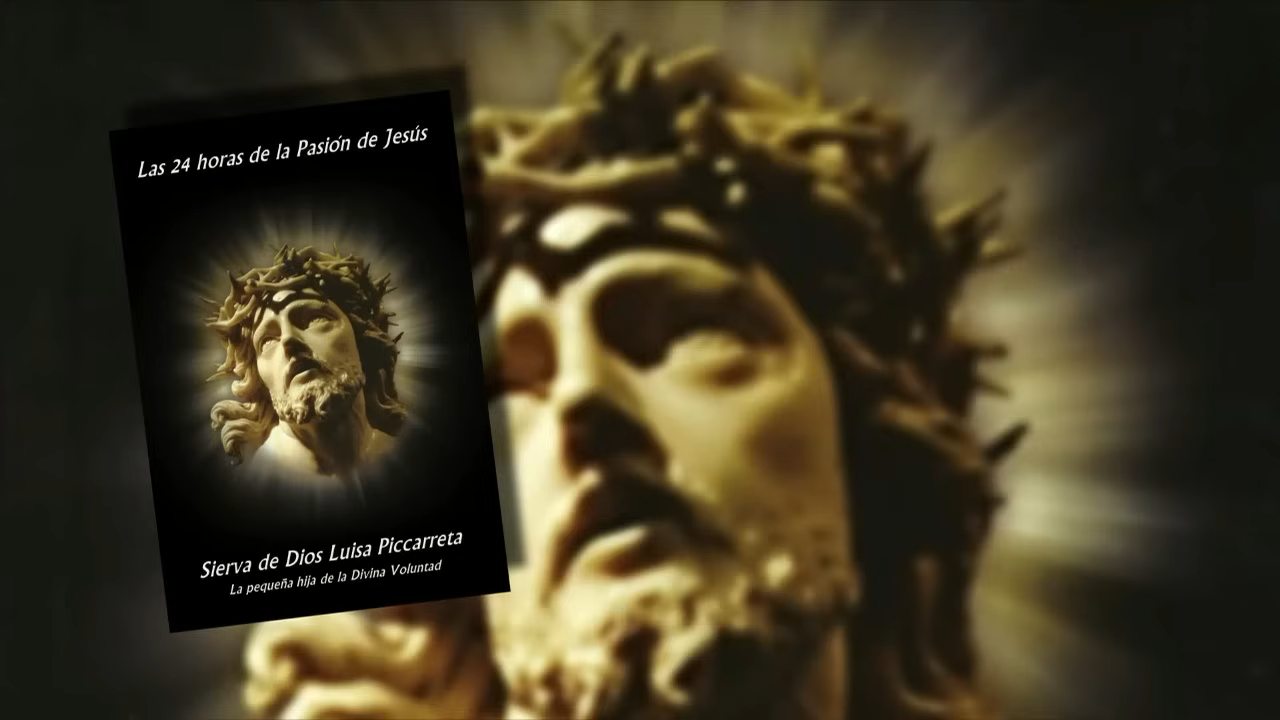 Las 24 horas de la Pasión de Jesús
Sierva de Dios Luisa Piccarreta
La pequeña hija de la Divina Voluntad